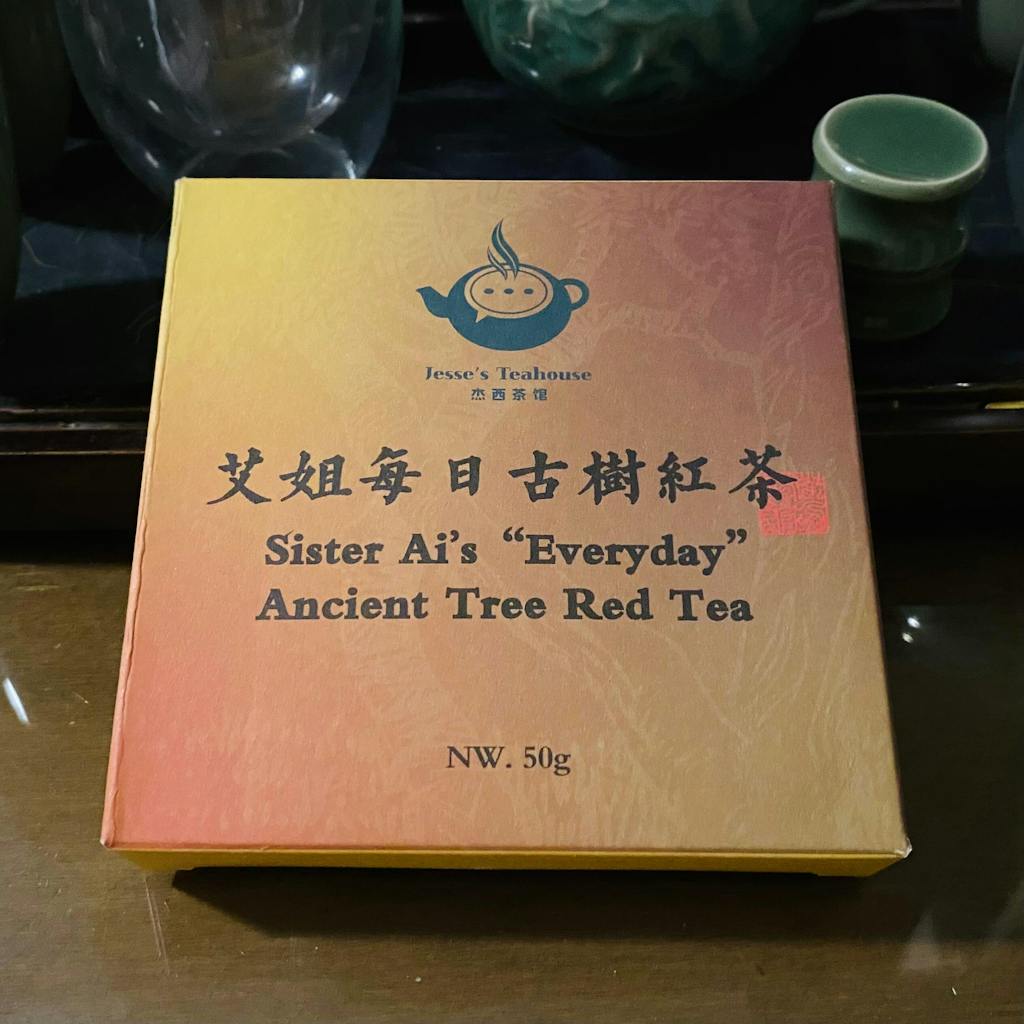 Jesse's Teahouse
杰西茶馆
艾姐每日古樹紅茶
Sister Ai's “Everyday”
Ancient Tree Red Tea
NW. 50g